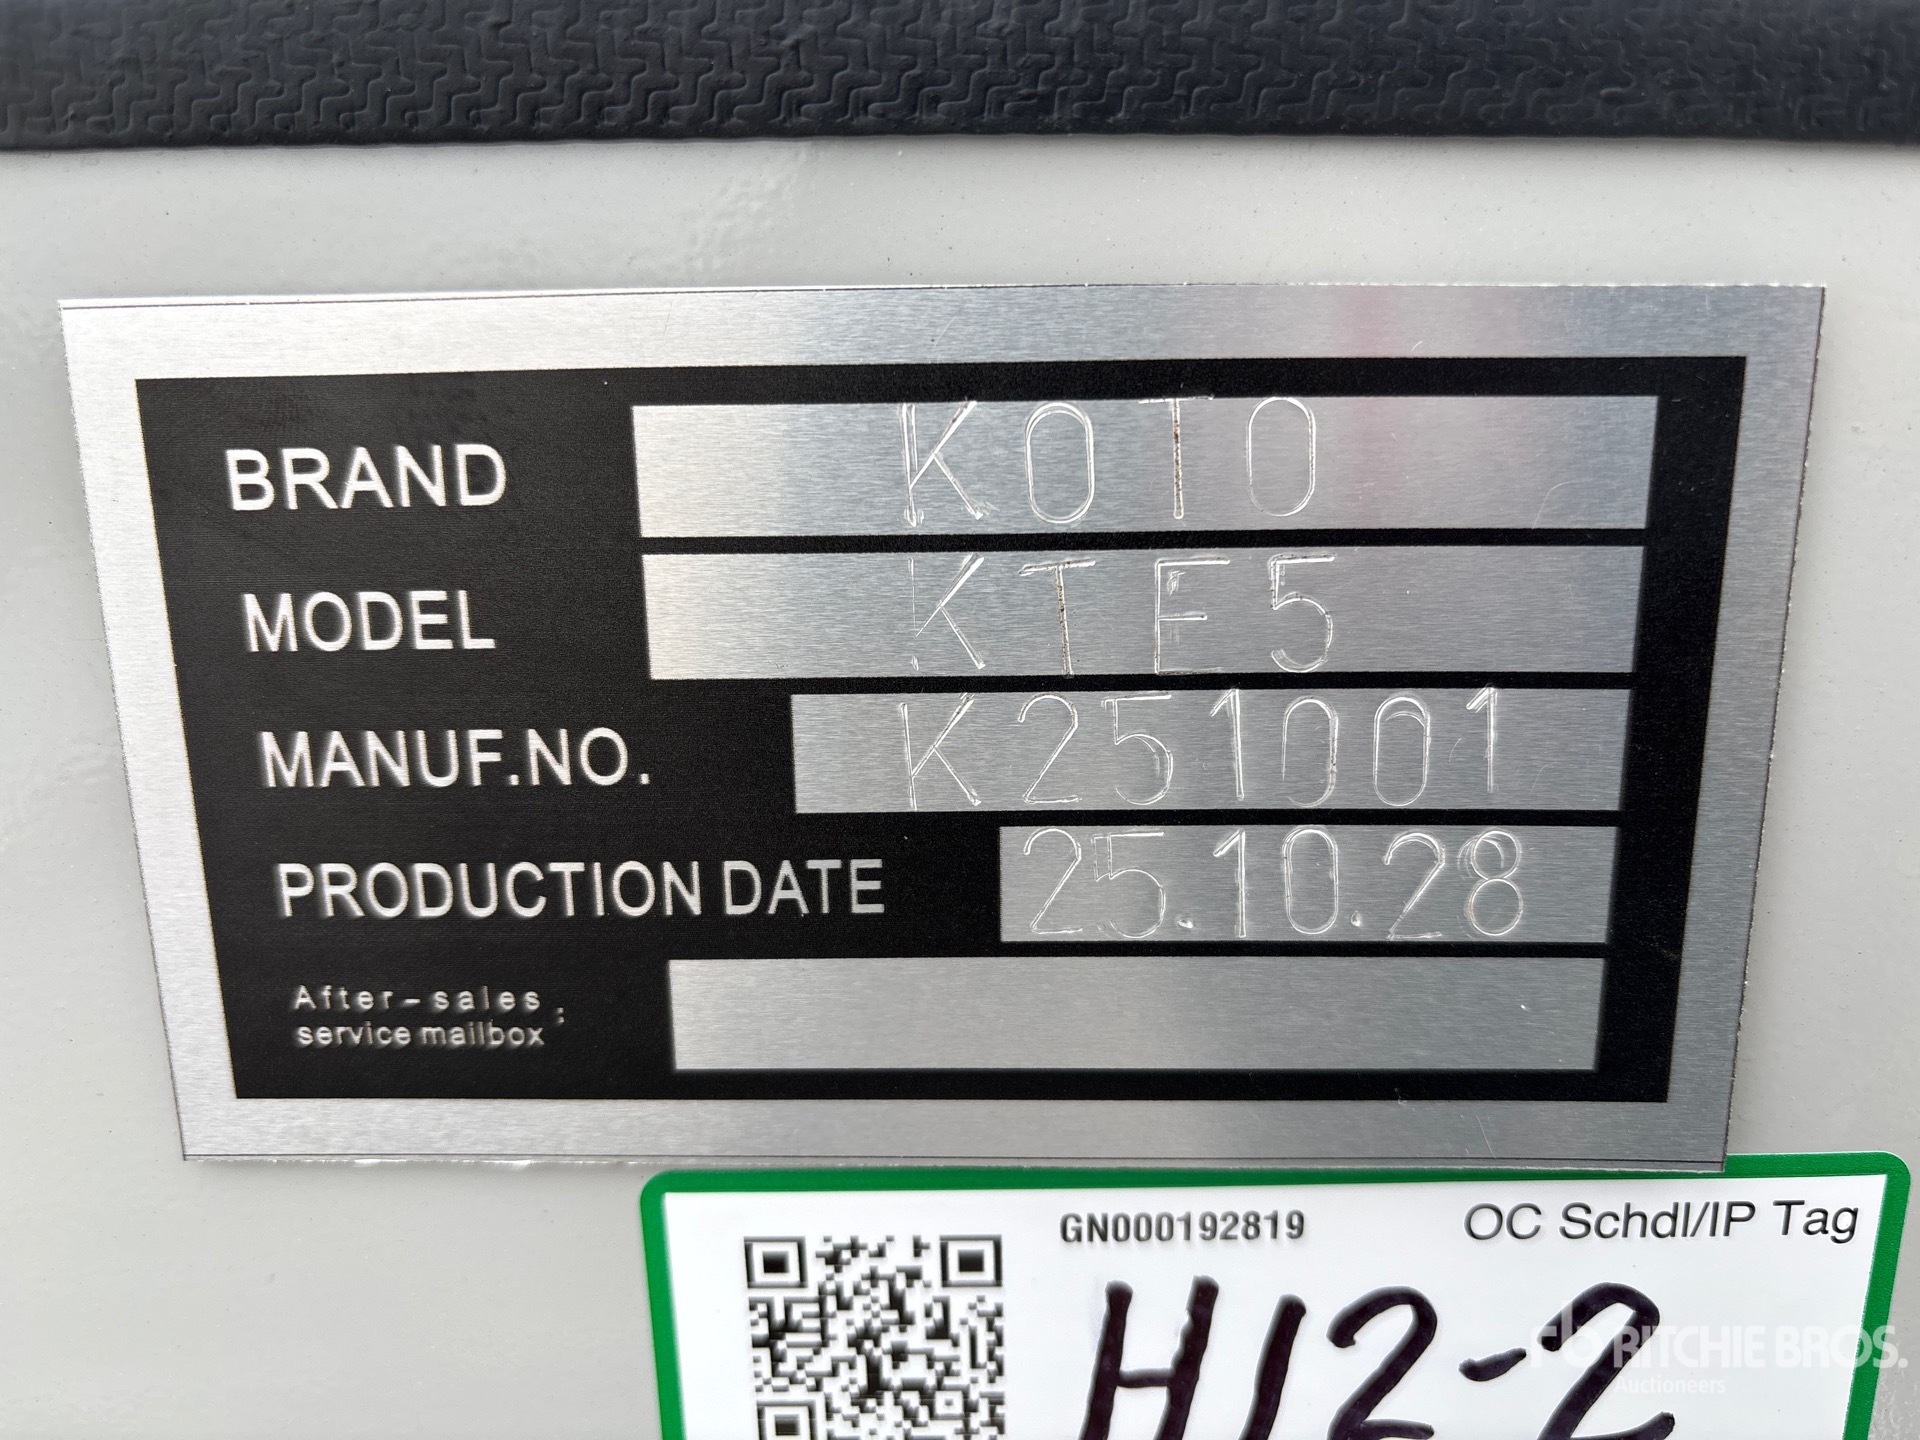 BRAND KOTO
MODEL KTE5
MANUF.NO. K251001
PRODUCTION DATE 25.10.28
After-sales
service mailbox :
GN000192819 OC Schdl/IP Tag
H12-2
rb RITCHIE BROS.
Auctioneers